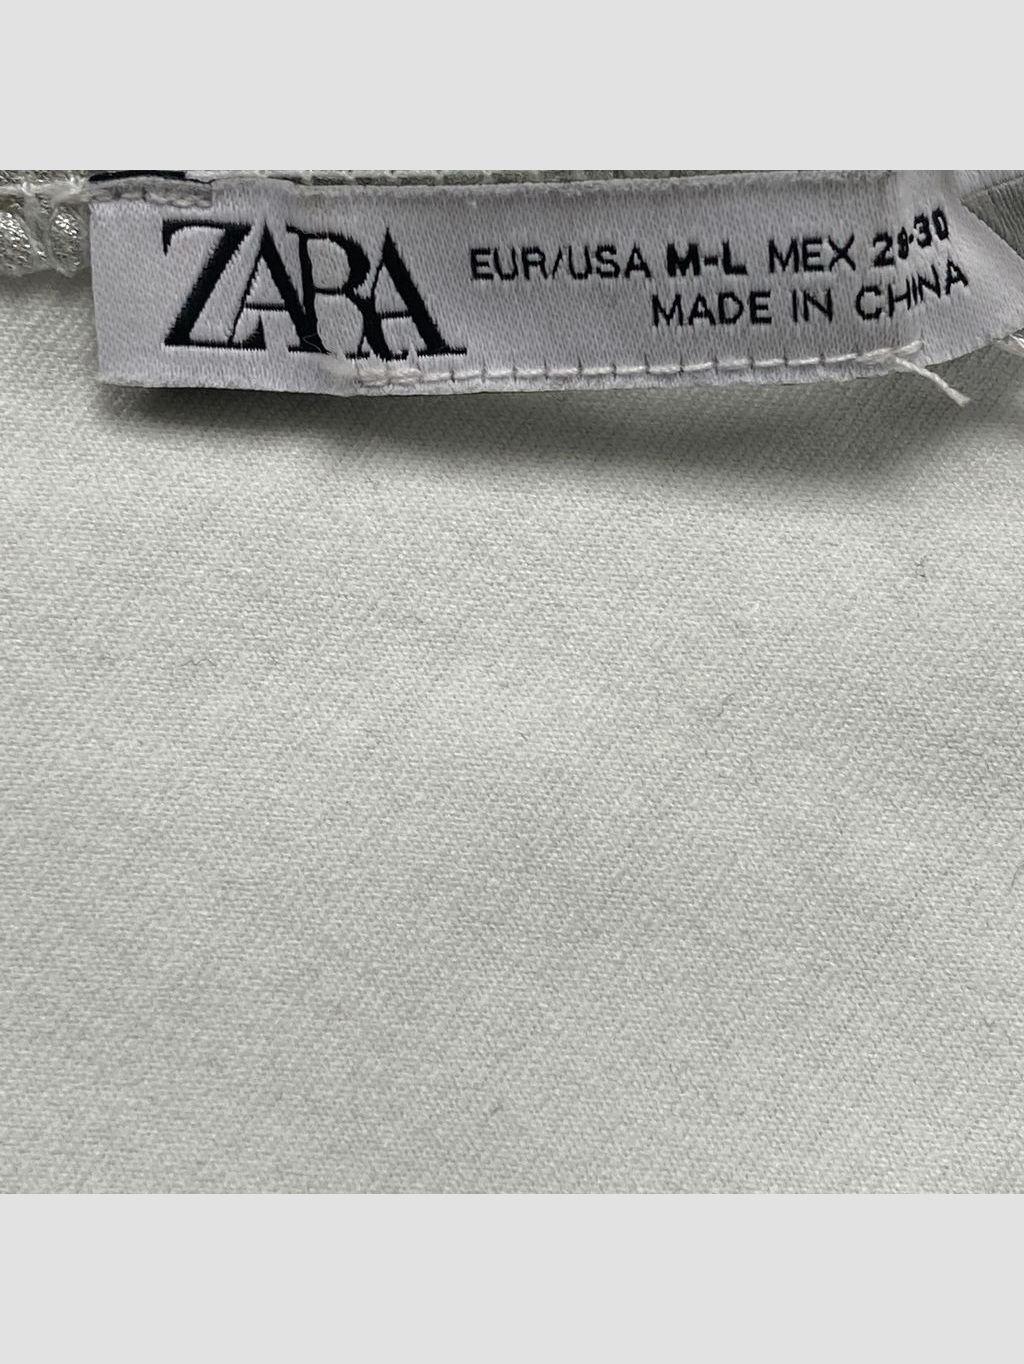 ZARA
EUR/USA M-L MEX 28-30
MADE IN CHINA